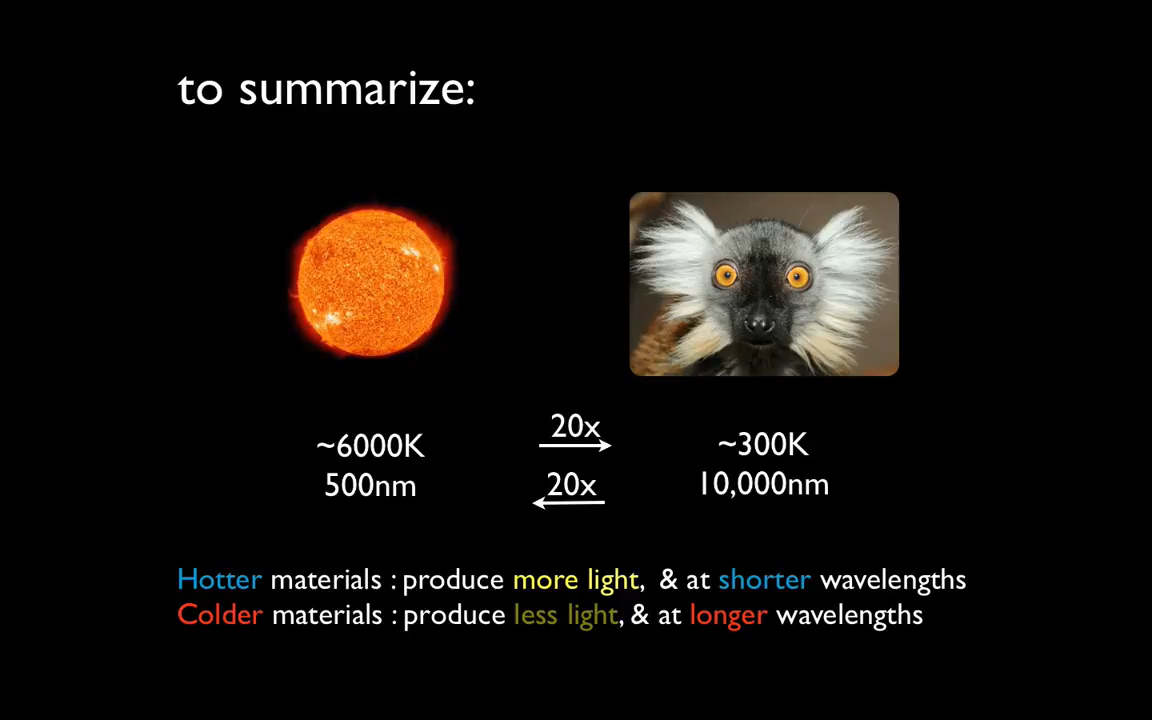 to summarize:
20x
~6000K
~300K
500nm
20x
10,000nm
Hotter materials : produce more light, & at shorter wavelengths
Colder materials : produce less light, & at longer wavelengths